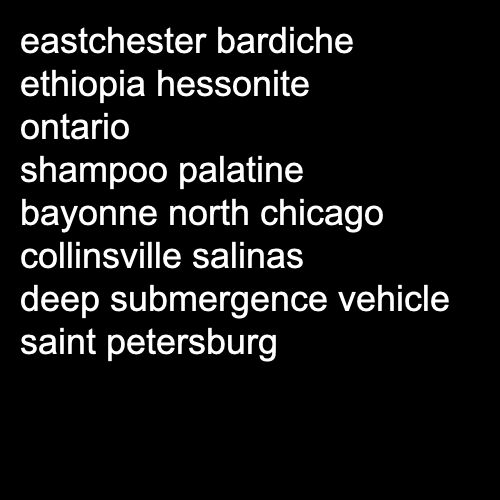 eastchester bardiche
ethiopia hessonite
ontario
shampoo palatine
bayonne north chicago
collinsville salinas
deep submergence vehicle
saint petersburg